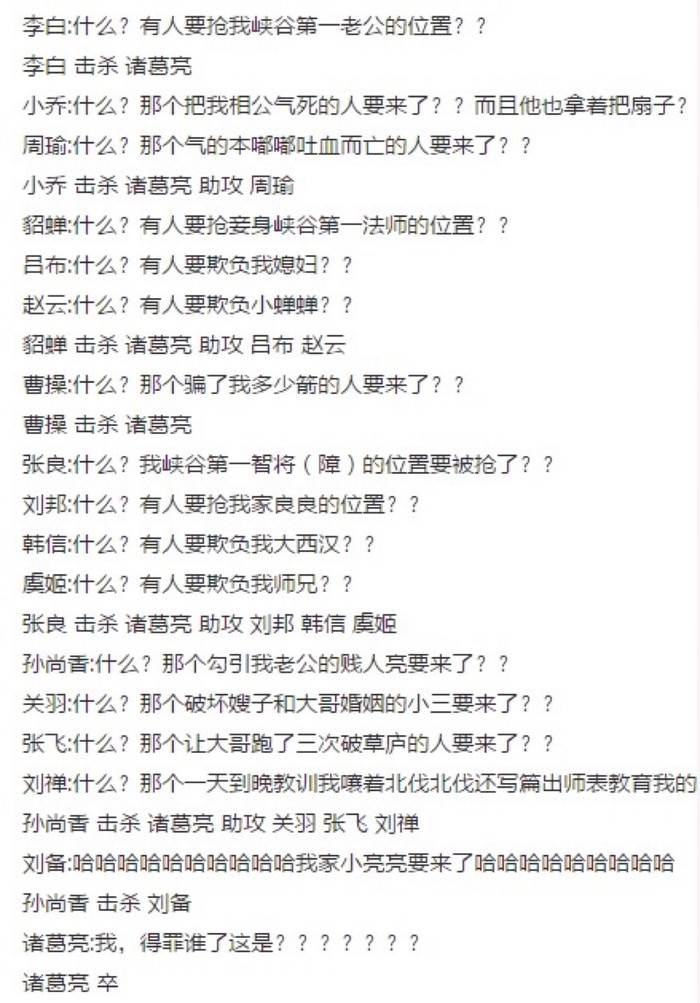 李白:什么？有人要抢我峡谷第一老公的位置？？
李白 击杀 诸葛亮
小乔:什么？那个把我相公气死的人要来了？？而且他也拿着把扇子？
周瑜:什么？那个气的本嘟嘟吐血而亡的人要来了？？
小乔 击杀 诸葛亮 助攻 周瑜
貂蝉:什么？有人要抢妾身峡谷第一法师的位置？？
吕布:什么？有人要欺负我媳妇？？
赵云:什么？有人要欺负小蝉蝉？？
貂蝉 击杀 诸葛亮 助攻 吕布 赵云
曹操:什么？那个骗了我多少箭的人要来了？？
曹操 击杀 诸葛亮
张良:什么？我峡谷第一智将（障）的位置要被抢了？？
刘邦:什么？有人要抢我家良良的位置？？
韩信:什么？有人要欺负我大西汉？？
虞姬:什么？有人要欺负我师兄？？
张良 击杀 诸葛亮 助攻 刘邦 韩信 虞姬
孙尚香:什么？那个勾引我老公的贱人亮要来了？？
关羽:什么？那个破坏嫂子和大哥婚姻的小三要来了？？
张飞:什么？那个让大哥跑了三次破草庐的人要来了？？
刘禅:什么？那个一天到晚教训我嚷着北伐北伐还写篇出师表教育我的
孙尚香 击杀 诸葛亮 助攻 关羽 张飞 刘禅
刘备:哈哈哈哈哈哈哈哈哈哈我家小亮亮要来了哈哈哈哈哈哈哈哈哈
孙尚香 击杀 刘备
诸葛亮:我，得罪谁了这是？？？？？？？
诸葛亮 卒